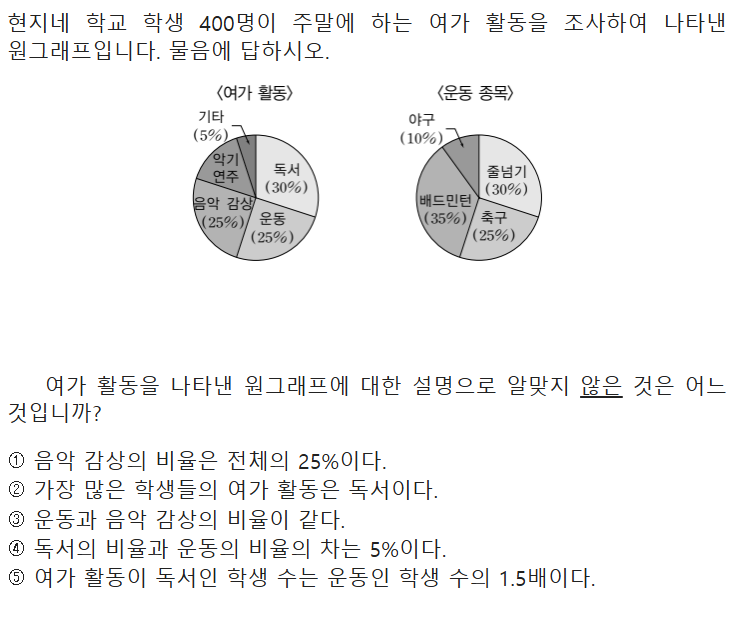 현지네 학교 학생 400명이 주말에 하는 여가 활동을 조사하여 나타낸
원그래프입니다. 물음에 답하시오.
〈여가 활동〉
기타
(5%)
악기
연주
독서
(30%)
음악 감상
(25%)
운동
(25%)
〈운동 종목〉
야구
(10%)
줄넘기
(30%)
배드민턴
(35%)
축구
(25%)
여가 활동을 나타낸 원그래프에 대한 설명으로 알맞지 않은 것은 어느
것입니까?
① 음악 감상의 비율은 전체의 25%이다.
② 가장 많은 학생들의 여가 활동은 독서이다.
③ 운동과 음악 감상의 비율이 같다.
④ 독서의 비율과 운동의 비율의 차는 5%이다.
⑤ 여가 활동이 독서인 학생 수는 운동인 학생 수의 1.5배이다.